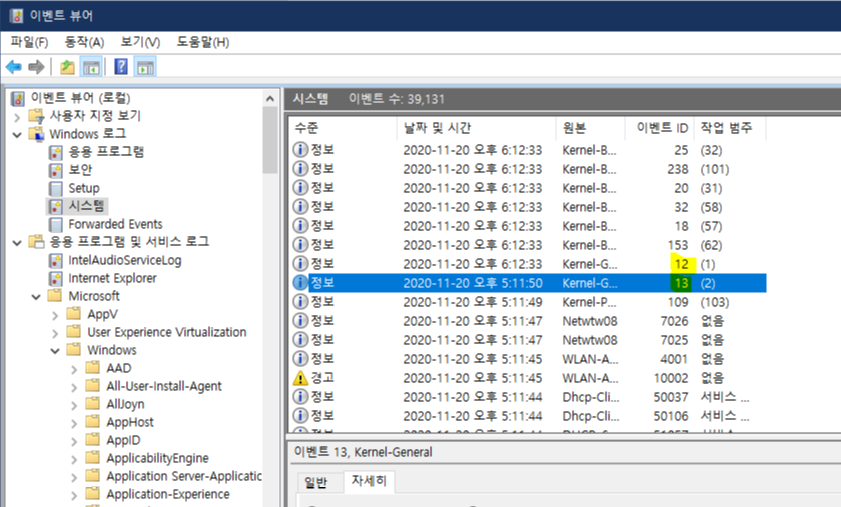 이벤트 뷰어
파일(F) 동작(A) 보기(V) 도움말(H)
이벤트 뷰어 (로컬)
사용자 지정 보기
Windows 로그
응용 프로그램
보안
Setup
시스템
Forwarded Events
응용 프로그램 및 서비스 로그
IntelAudioServiceLog
Internet Explorer
Microsoft
AppV
User Experience Virtualization
Windows
AAD
All-User-Install-Agent
AllJoyn
AppHost
AppID
ApplicabilityEngine
Application Server-Applicatic
Application-Experience
시스템 이벤트 수: 39,131
수준 날짜 및 시간 원본 이벤트 ID 작업 범주
정보 2020-11-20 오후 6:12:33 Kernel-B... 25 (32)
정보 2020-11-20 오후 6:12:33 Kernel-B... 238 (101)
정보 2020-11-20 오후 6:12:33 Kernel-B... 20 (31)
정보 2020-11-20 오후 6:12:33 Kernel-B... 32 (58)
정보 2020-11-20 오후 6:12:33 Kernel-B... 18 (57)
정보 2020-11-20 오후 6:12:33 Kernel-B... 153 (62)
정보 2020-11-20 오후 6:12:33 Kernel-G... 12 (1)
정보 2020-11-20 오후 5:11:50 Kernel-G... 13 (2)
정보 2020-11-20 오후 5:11:49 Kernel-P... 109 (103)
정보 2020-11-20 오후 5:11:47 Netwtw08 7026 없음
정보 2020-11-20 오후 5:11:47 Netwtw08 7025 없음
정보 2020-11-20 오후 5:11:45 WLAN-A... 4001 없음
경고 2020-11-20 오후 5:11:45 WLAN-A... 10002 없음
정보 2020-11-20 오후 5:11:44 Dhcp-Cli... 50037 서비스 ...
정보 2020-11-20 오후 5:11:44 Dhcp-Cli... 50106 서비스 ...
이벤트 13, Kernel-General
일반 자세히